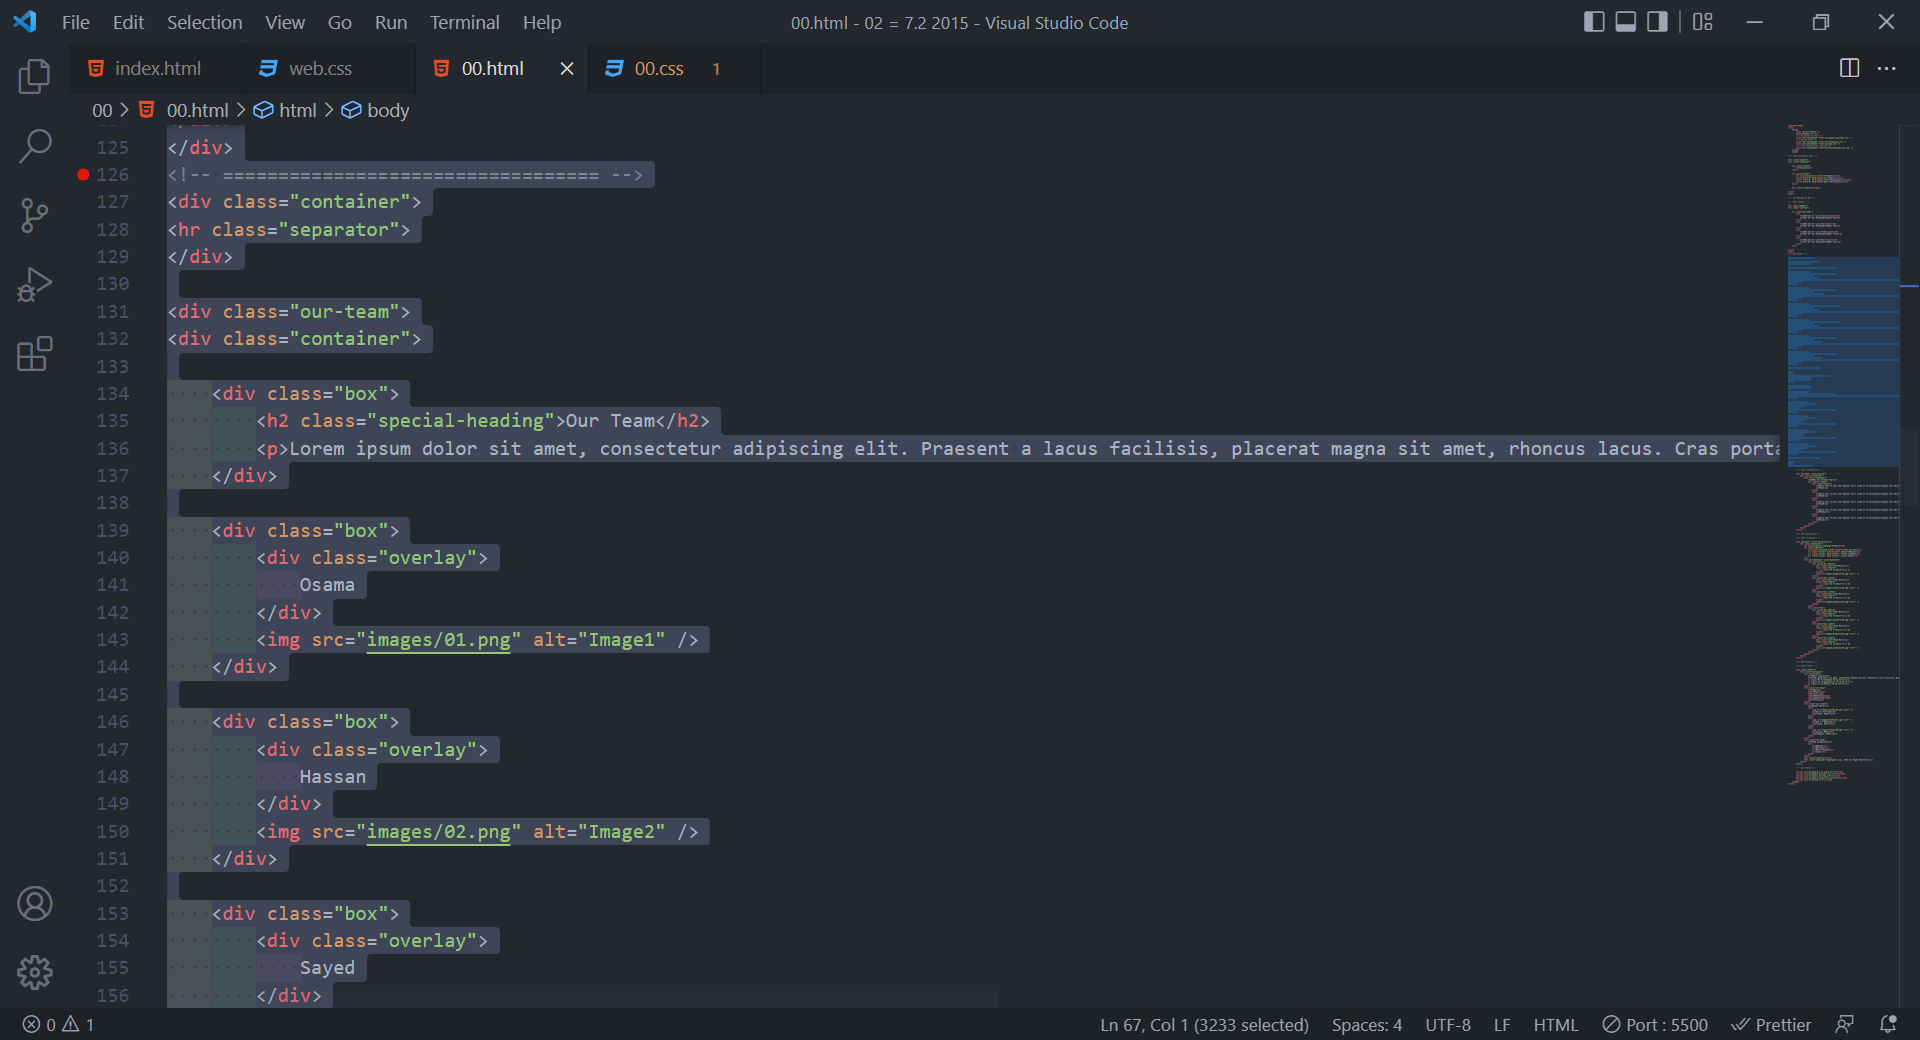 File Edit Selection View Go Run Terminal Help 00.html - 02 = 7.2 2015 - Visual Studio Code
index.html web.css 00.html 00.css 1
00 > 00.html > html > body
125 </div>
126 <!-- ================================== -->
127 <div class="container">
128 <hr class="separator">
129 </div>
130
131 <div class="our-team">
132 <div class="container">
133
134 <div class="box">
135 <h2 class="special-heading">Our Team</h2>
136 <p>Lorem ipsum dolor sit amet, consectetur adipiscing elit. Praesent a lacus facilisis, placerat magna sit amet, rhoncus lacus. Cras porta
137 </div>
138
139 <div class="box">
140 <div class="overlay">
141 Osama
142 </div>
143 <img src="images/01.png" alt="Image1" />
144 </div>
145
146 <div class="box">
147 <div class="overlay">
148 Hassan
149 </div>
150 <img src="images/02.png" alt="Image2" />
151 </div>
152
153 <div class="box">
154 <div class="overlay">
155 Sayed
156 </div>
0 1 Ln 67, Col 1 (3233 selected) Spaces: 4 UTF-8 LF HTML Port : 5500 Prettier